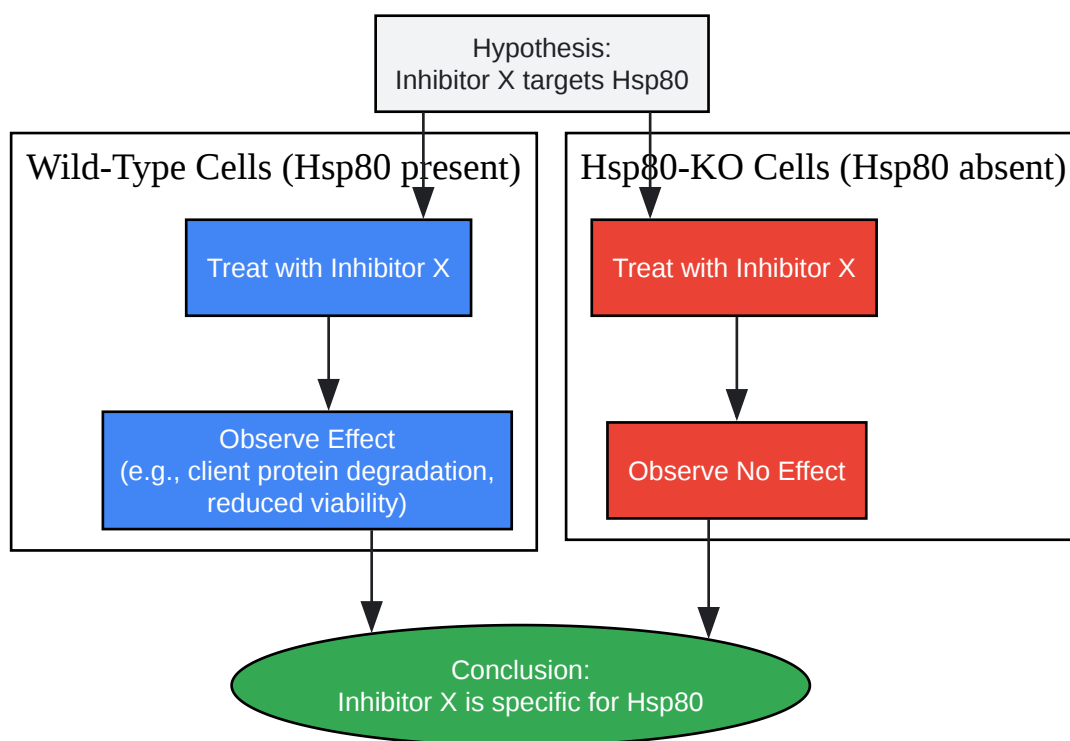 Hypothesis:
Inhibitor X targets Hsp80
Wild-Type Cells (Hsp80 present)
Hsp80-KO Cells (Hsp80 absent)
Treat with Inhibitor X
Treat with Inhibitor X
Observe Effect
(e.g., client protein degradation,
reduced viability)
Observe No Effect
Conclusion:
Inhibitor X is specific for Hsp80